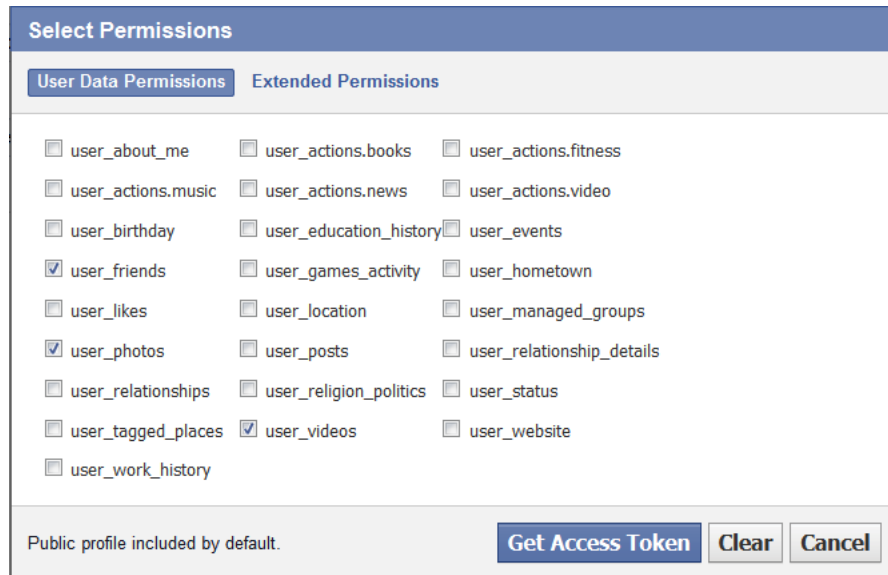 Select Permissions
User Data Permissions Extended Permissions
user_about_me user_actions.books user_actions.fitness
user_actions.music user_actions.news user_actions.video
user_birthday user_education_history user_events
user_friends user_games_activity user_hometown
user_likes user_location user_managed_groups
user_photos user_posts user_relationship_details
user_relationships user_religion_politics user_status
user_tagged_places user_videos user_website
user_work_history
Public profile included by default. Get Access Token Clear Cancel